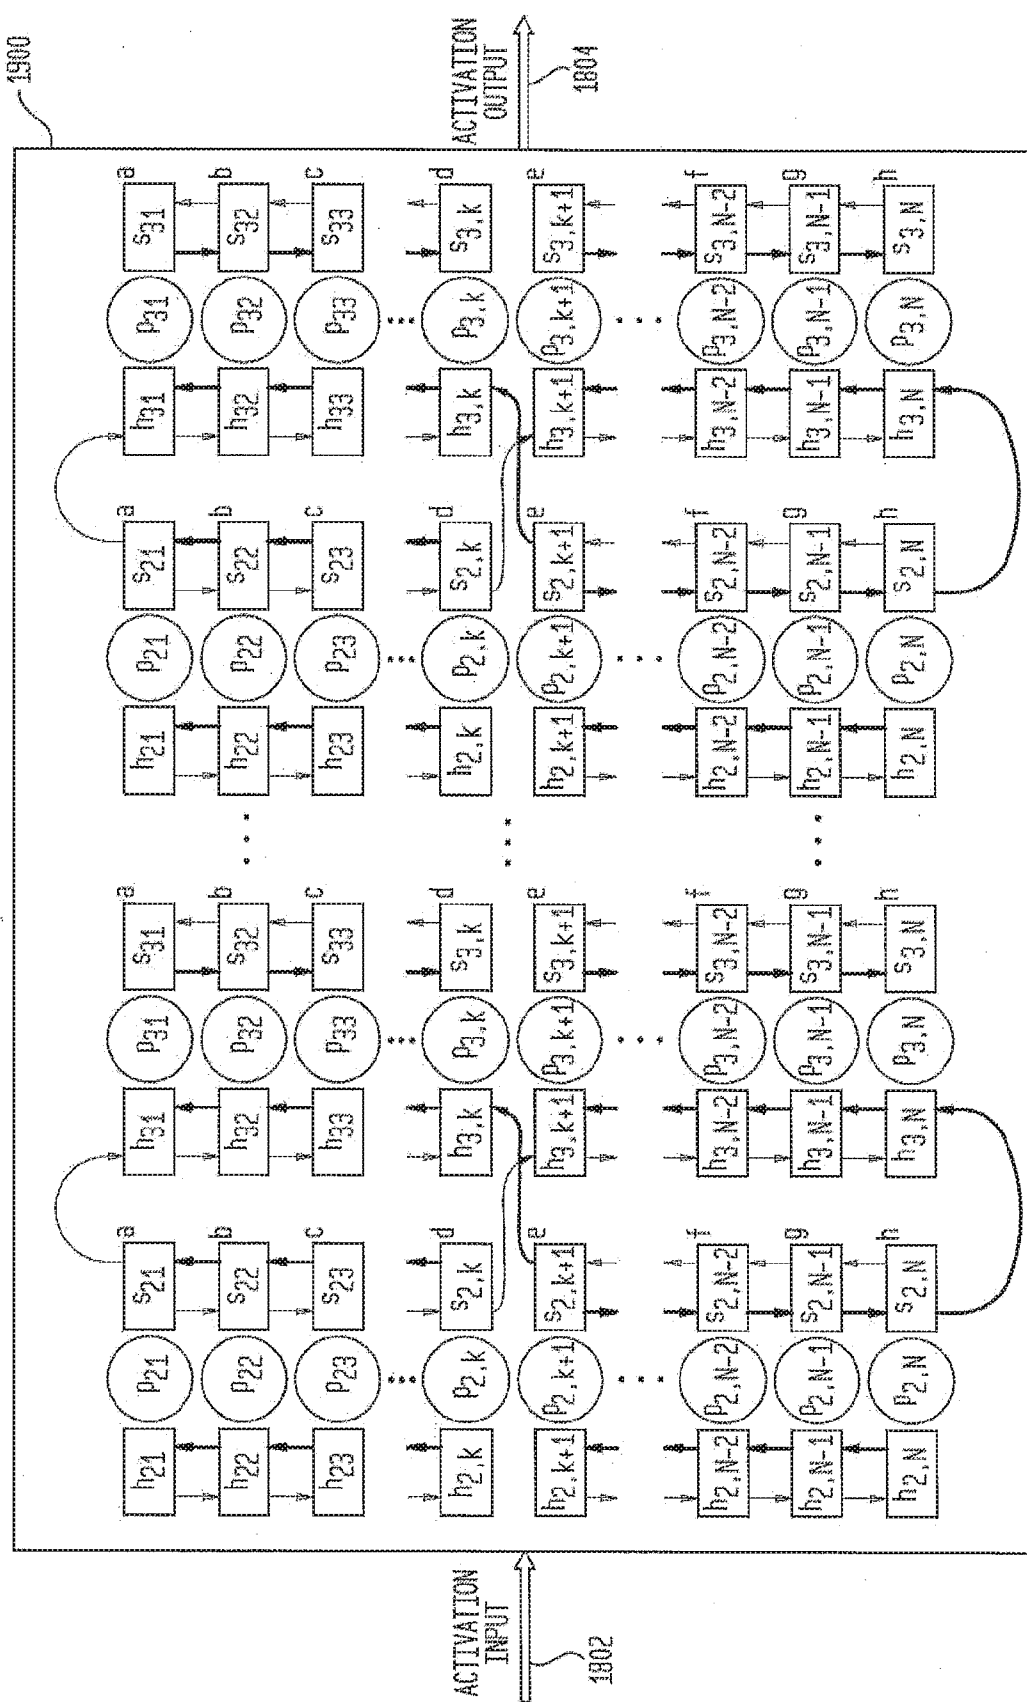 1900
h21 p21 s21 a h31 p31 s31 a ••• h21 p21 s21 a h31 p31 s31 a
h22 p22 s22 b h32 p32 s32 b h22 p22 s22 b h32 p32 s32 b
h23 p23 s23 c h33 p33 s33 c h23 p23 s23 c h33 p33 s33 c
h2,k p2,k s2,k d h3,k p3,k s3,k d h2,k p2,k s2,k d h3,k p3,k s3,k d
ACTIVATION INPUT
ACTIVATION OUTPUT
h2,k+1 p2,k+1 s2,k+1 e h3,k+1 p3,k+1 s3,k+1 e h2,k+1 p2,k+1 s2,k+1 e h3,k+1 p3,k+1 s3,k+1 e
1802
1804
h2,N-2 p2,N-2 s2,N-2 f h3,N-2 p3,N-2 s3,N-2 f h2,N-2 p2,N-2 s2,N-2 f h3,N-2 p3,N-2 s3,N-2 f
h2,N-1 p2,N-1 s2,N-1 g h3,N-1 p3,N-1 s3,N-1 g h2,N-1 p2,N-1 s2,N-1 g h3,N-1 p3,N-1 s3,N-1 g
h2,N p2,N s2,N h h3,N p3,N s3,N h h2,N p2,N s2,N h h3,N p3,N s3,N h